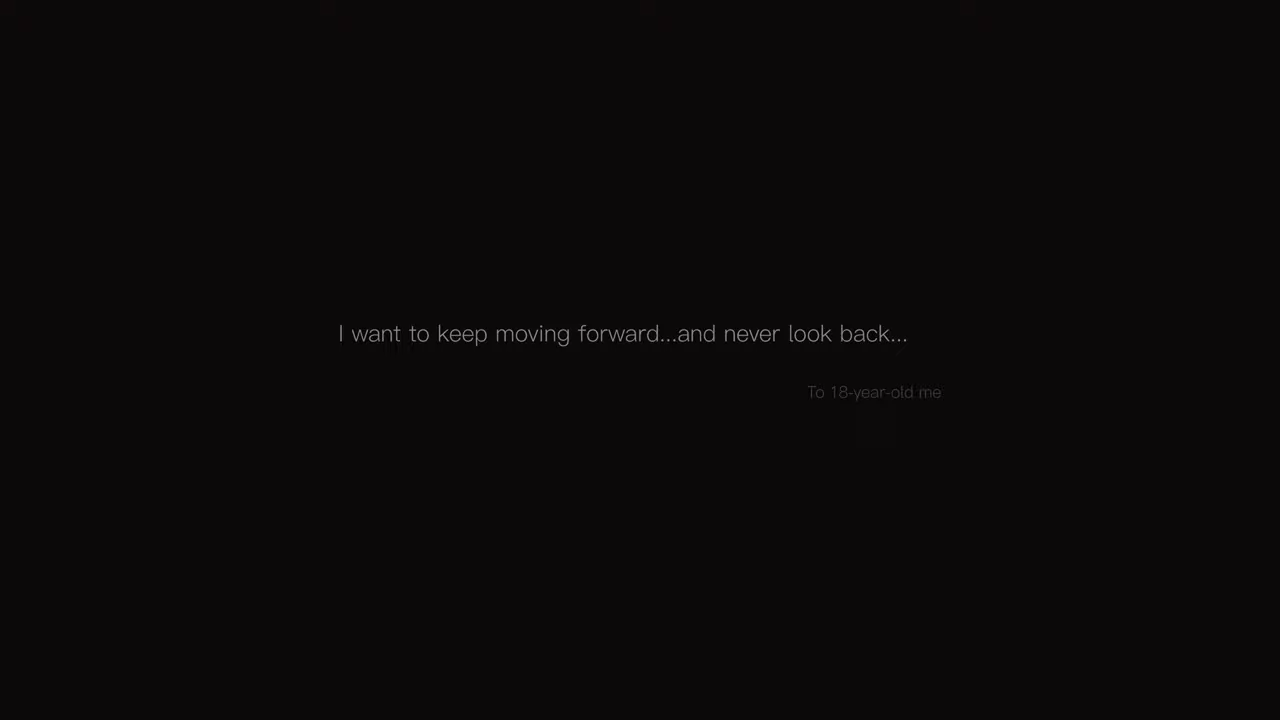 I want to keep moving forward...and never look back...
To 18-year-old me